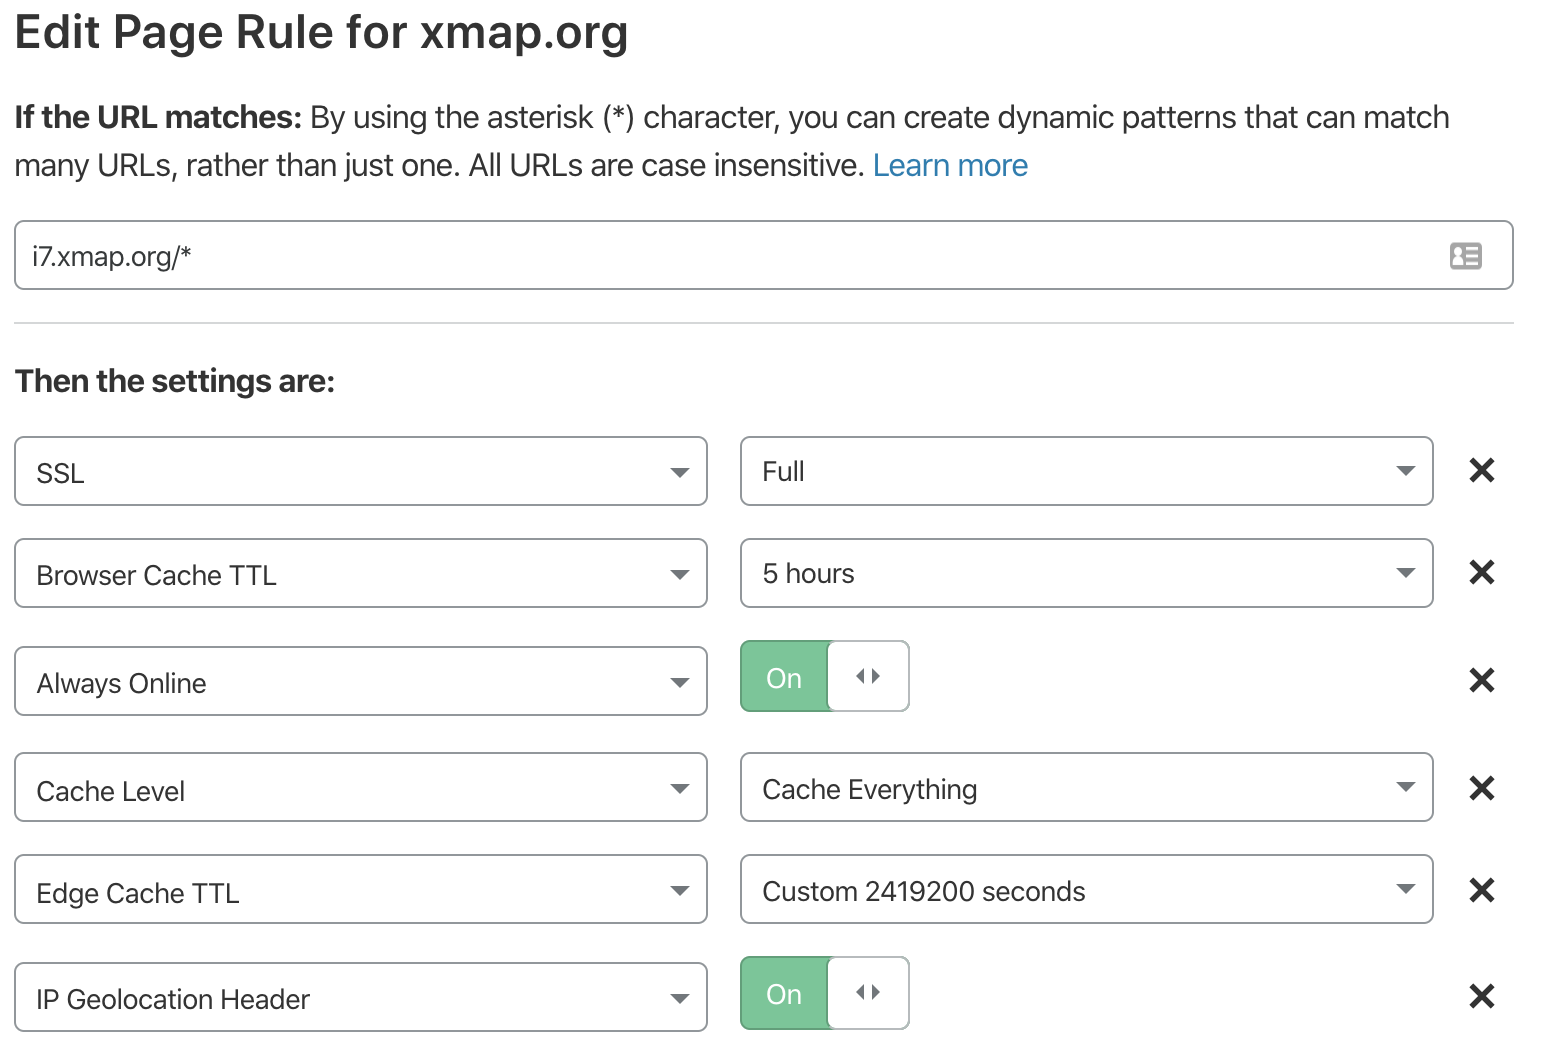 Edit Page Rule for xmap.org
If the URL matches: By using the asterisk (*) character, you can create dynamic patterns that can match
many URLs, rather than just one. All URLs are case insensitive. Learn more
i7.xmap.org/*
Then the settings are:
SSL Full
Browser Cache TTL 5 hours
Always Online On
Cache Level Cache Everything
Edge Cache TTL Custom 2419200 seconds
IP Geolocation Header On